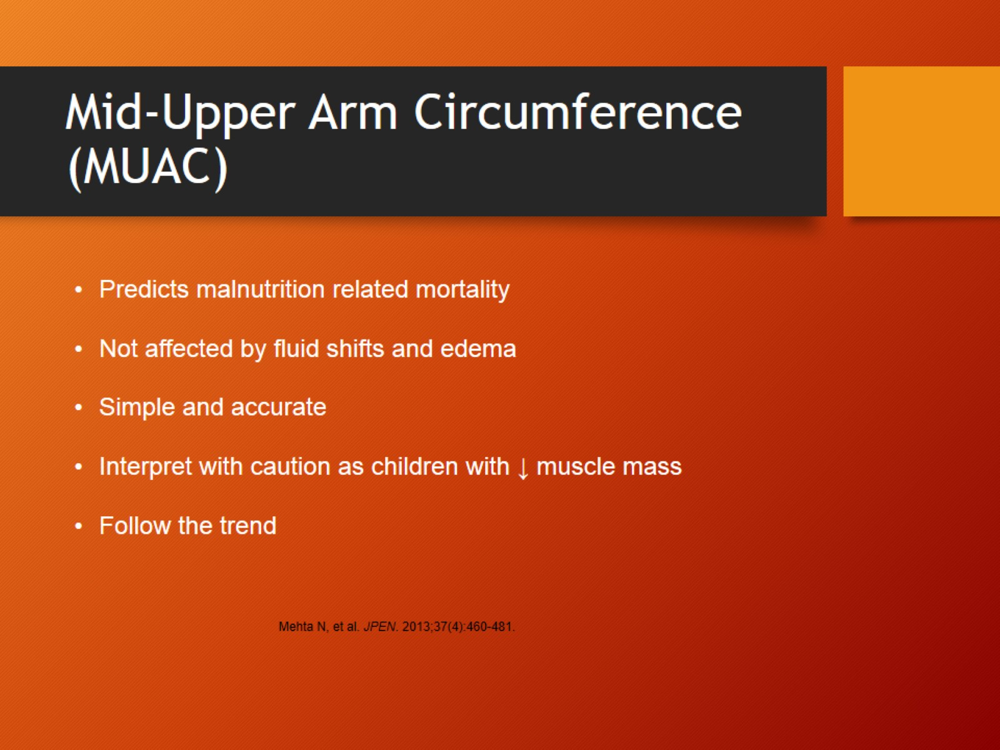 Mid-Upper Arm Circumference
(MUAC)
• Predicts malnutrition related mortality
• Not affected by fluid shifts and edema
• Simple and accurate
• Interpret with caution as children with ↓ muscle mass
• Follow the trend
Mehta N, et al. JPEN. 2013;37(4):460-481.